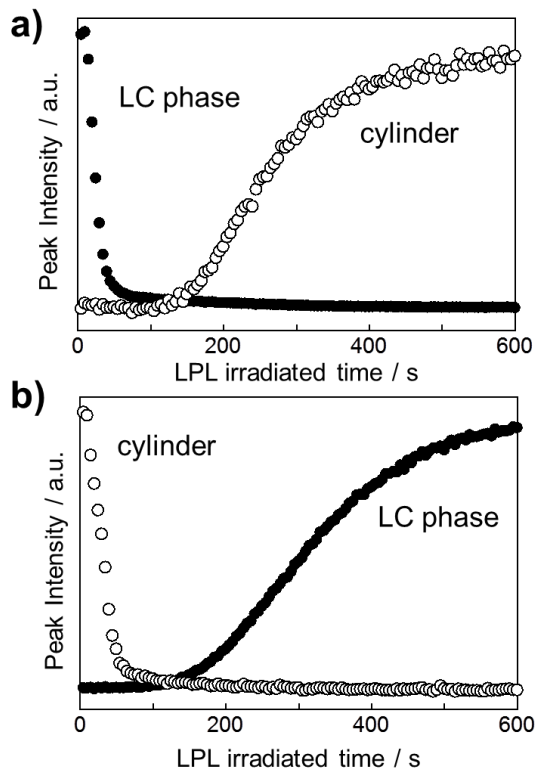 a)
Peak Intensity / a.u.
LC phase
cylinder
0
200
400
600
LPL irradiated time / s
b)
Peak Intensity / a.u.
cylinder
LC phase
0
200
400
600
LPL irradiated time / s